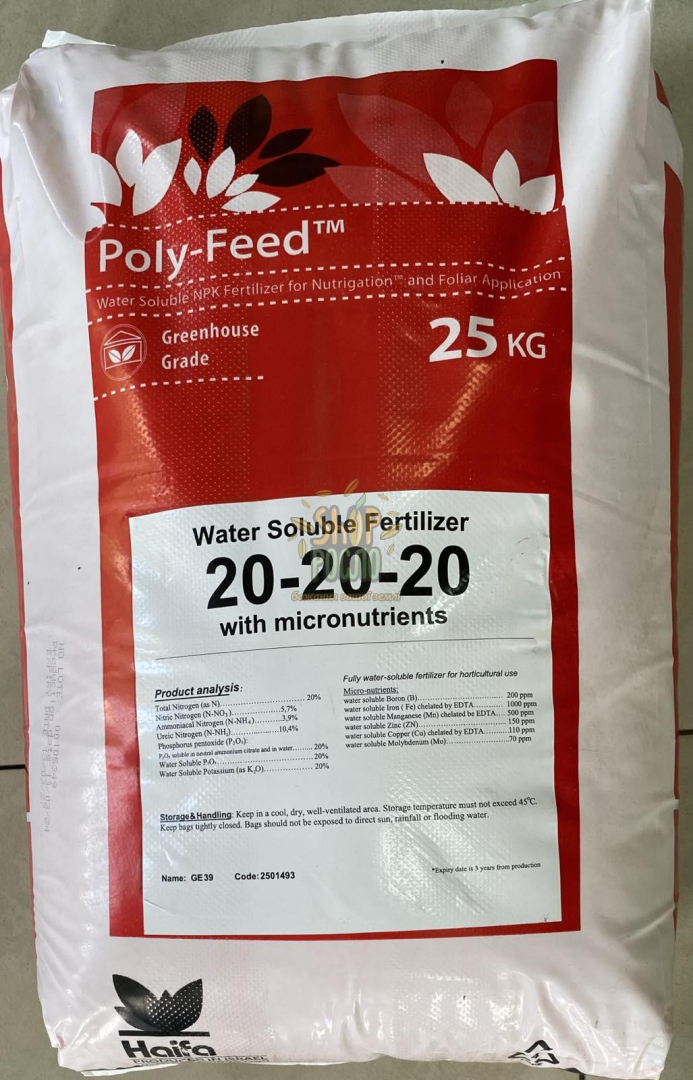 Poly-Feed™
Water Soluble NPK Fertilizer for Nutrigation™ and Foliar Application
Greenhouse
Grade
25 KG
Water Soluble Fertilizer
20-20-20
with micronutrients
SHOP
Product analysis:
Total Nitrogen (as N)........20%
Nitric Nitrogen (N-NO₃)........5,7%
Ammoniacal Nitrogen (N-NH₄)........3,9%
Ureic Nitrogen (N-NH₂)........10,4%
Phosphorus pentoxide (P₂O₅):
P₂O₅ soluble in neutral ammonium citrate and in water........20%
Water Soluble P₂O₅........20%
Water Soluble Potassium (as K₂O)........20%
Fully water-soluble fertilizer for horticultural use
Micro-nutrients:
water soluble Boron (B)........200 ppm
water soluble Iron ( Fe) chelated by EDTA........1000 ppm
water soluble Manganese (Mn) chelated be EDTA....500 ppm
water soluble Zinc (ZN)........150 ppm
water soluble Copper (Cu) chelated by EDTA........110 ppm
water soluble Molybdenum (Mo)........70 ppm
Storage & Handling: Keep in a cool, dry, well-ventilated area. Storage temperature must not exceed 45°C.
Keep bags tightly closed. Bags should not be exposed to direct sun, rainfall or flooding water.
Name: GE39 Code: 2501493
*Expiry date is 3 years from production
Haifa
PRODUCED IN ISRAEL